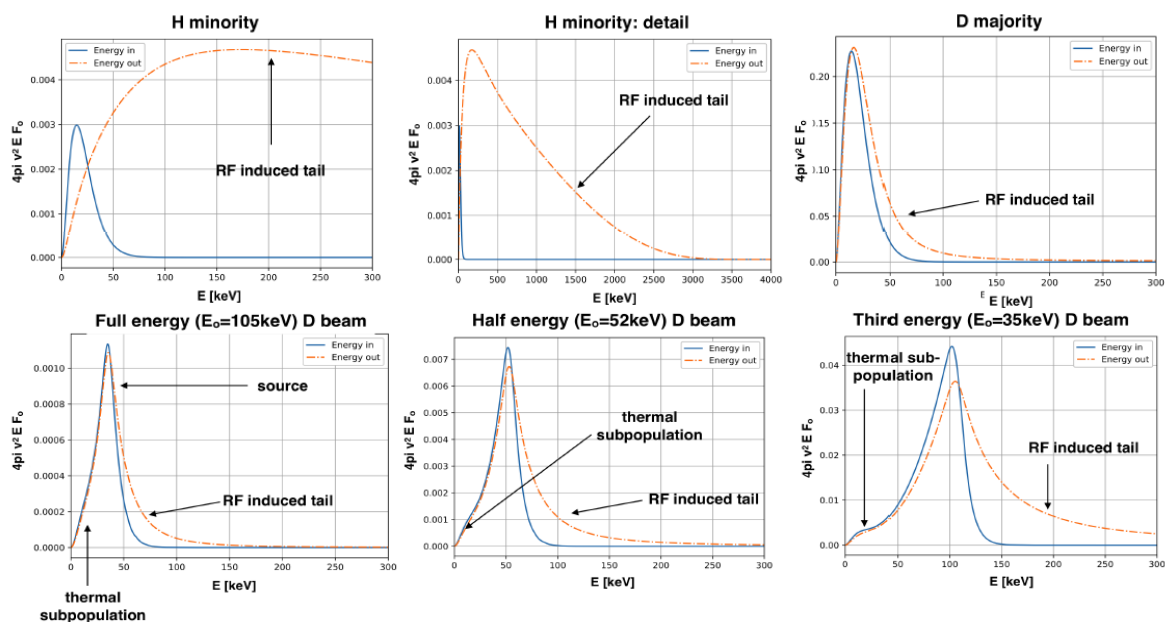 H minority
4pi v² E Fₒ
0.004
0.003
0.002
0.001
0.000
Energy in
Energy out
RF induced tail
0 50 100 150 200 250 300
E [keV]
H minority: detail
4pi v² E Fₒ
0.004
0.003
0.002
0.001
0.000
Energy in
Energy out
RF induced tail
0 500 1000 1500 2000 2500 3000 3500 4000
E [keV]
D majority
4pi v² E Fₒ
0.20
0.15
0.10
0.05
0.00
Energy in
Energy out
RF induced tail
0 50 100 150 200 250 300
E E [keV]
Full energy (Eₒ=105keV) D beam
4pi v² E Fₒ
0.0010
0.0008
0.0006
0.0004
0.0002
0.0000
Energy in
Energy out
source
RF induced tail
0 50 100 150 200 250 300
E [keV]
thermal
subpopulation
Half energy (Eₒ=52keV) D beam
4pi v² E Fₒ
0.007
0.006
0.005
0.004
0.003
0.002
0.001
0.000
Energy in
Energy out
thermal
subpopulation
RF induced tail
0 50 100 150 200 250 300
E [keV]
Third energy (Eₒ=35keV) D beam
4pi v² E Fₒ
0.04
0.03
0.02
0.01
0.00
thermal sub-
population
Energy in
Energy out
RF induced tail
0 50 100 150 200 250 300
E [keV]